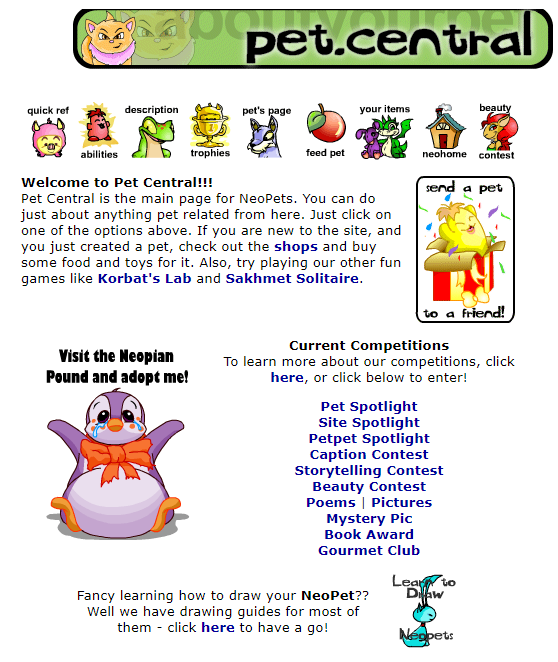 aboutyourpet
pet.central
quick ref
abilities
description
trophies
pet's page
feed pet
your items
neohome
beauty
contest
Welcome to Pet Central!!!
Pet Central is the main page for NeoPets. You can do
just about anything pet related from here. Just click on
one of the options above. If you are new to the site, and
you just created a pet, check out the shops and buy
some food and toys for it. Also, try playing our other fun
games like Korbat's Lab and Sakhmet Solitaire.
send a pet
to a friend!
Visit the Neopian
Pound and adopt me!
Current Competitions
To learn more about our competitions, click
here, or click below to enter!
Pet Spotlight
Site Spotlight
Petpet Spotlight
Caption Contest
Storytelling Contest
Beauty Contest
Poems | Pictures
Mystery Pic
Book Award
Gourmet Club
Fancy learning how to draw your NeoPet??
Well we have drawing guides for most of
them - click here to have a go!
Learn to
Draw
Neopets